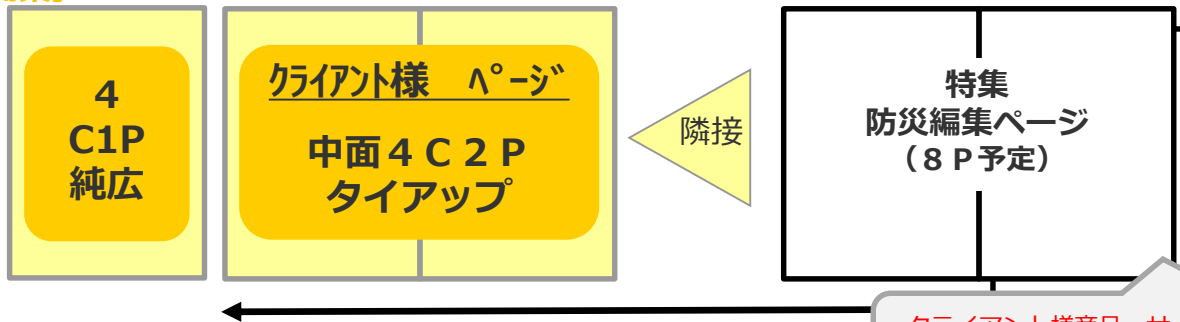 4
C1P
純広
クライアント様 ページ
中面４Ｃ２Ｐ
タイアップ
隣接
特集
防災編集ページ
（８Ｐ予定）